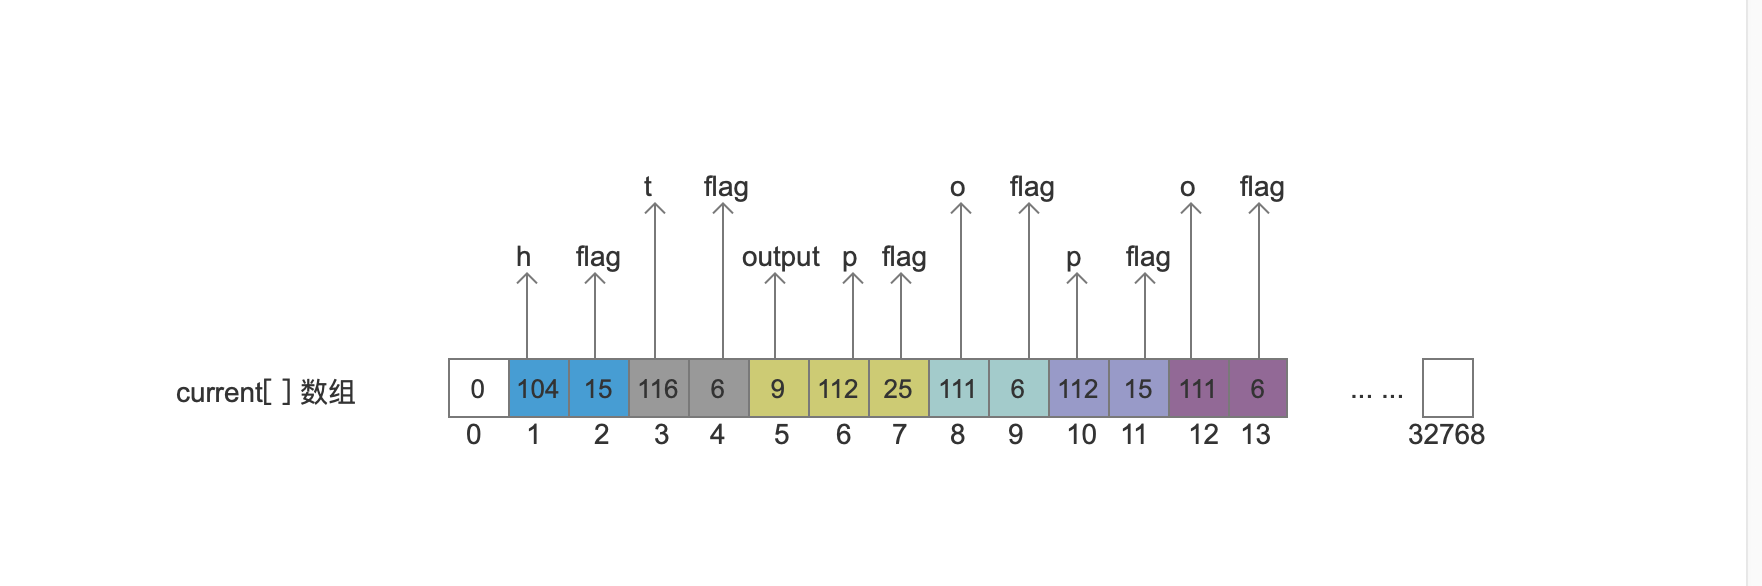 t flag o flag o flag
h flag output p flag p flag
current[ ] 数组 0 104 15 116 6 9 112 25 111 6 112 15 111 6 ... ...
0 1 2 3 4 5 6 7 8 9 10 11 12 13 32768